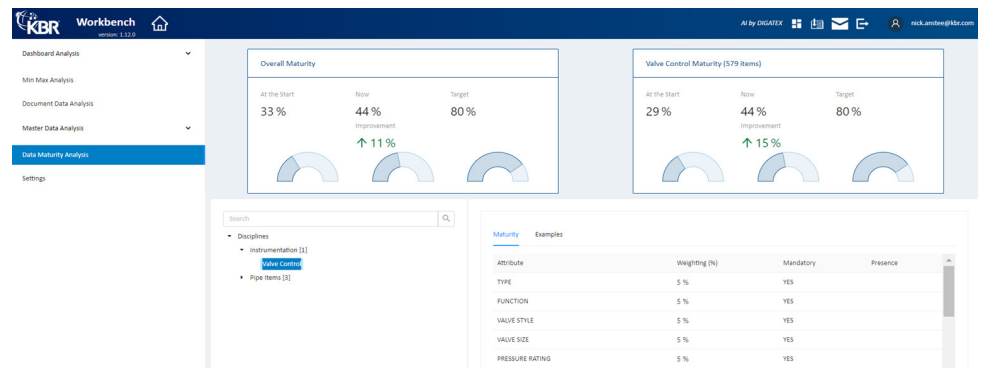 KBR Workbench
version: 1.12.0
AI by DIGATEX
nick.anstee@kbr.com
Dashboard Analysis
Min Max Analysis
Document Data Analysis
Master Data Analysis
Data Maturity Analysis
Settings
Overall Maturity
At the Start Now Target
33 % 44 % 80 %
Improvement
↑ 11 %
Valve Control Maturity (579 items)
At the Start Now Target
29 % 44 % 80 %
Improvement
↑ 15 %
Search
Disciplines
Instrumentation [1]
Valve Control
Pipe Items [3]
Maturity Examples
Attribute Weighting (%) Mandatory Presence
TYPE 5 % YES
FUNCTION 5 % YES
VALVE STYLE 5 % YES
VALVE SIZE 5 % YES
PRESSURE RATING 5 % YES